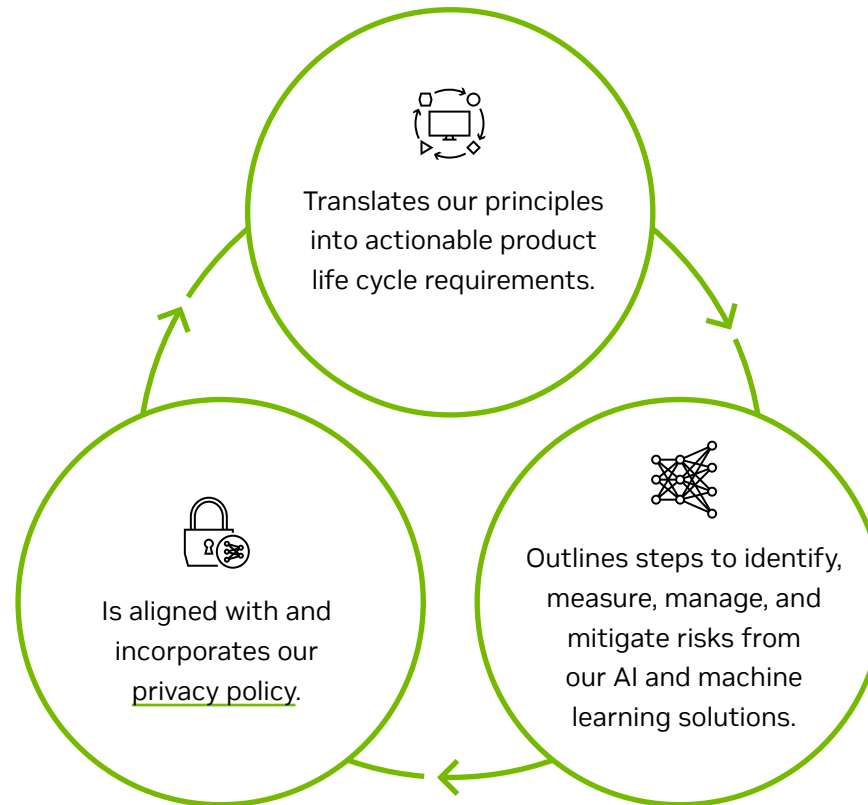 Translates our principles
into actionable product
life cycle requirements.
Is aligned with and
incorporates our
privacy policy.
Outlines steps to identify,
measure, manage, and
mitigate risks from
our AI and machine
learning solutions.